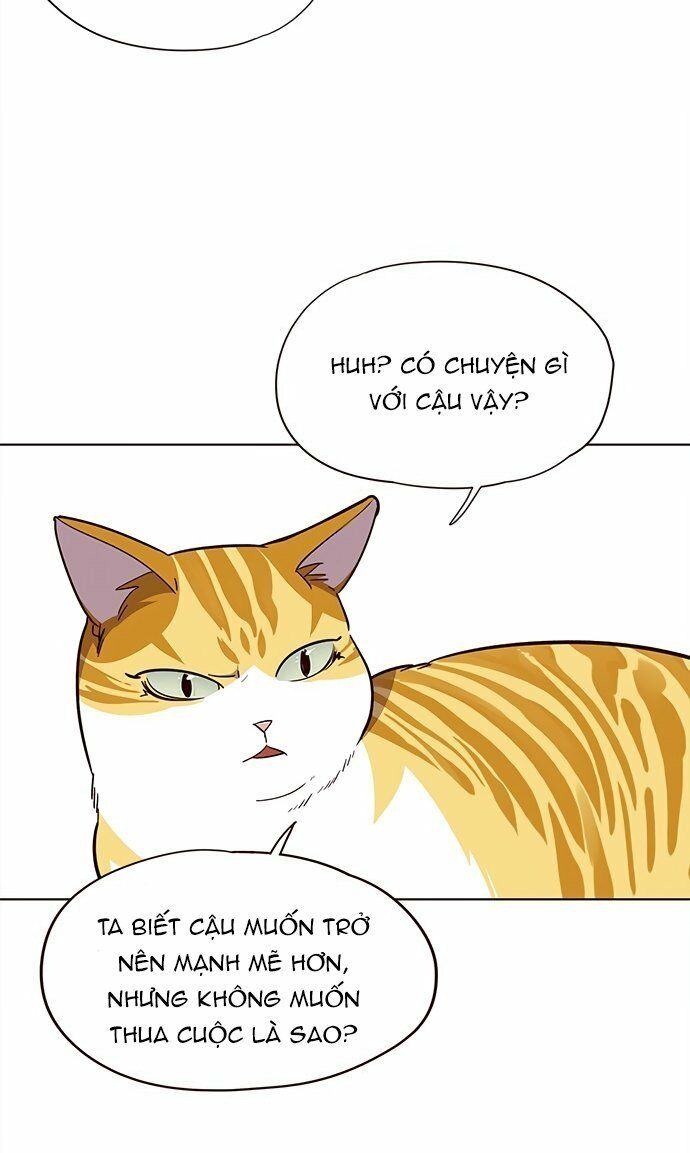 HUH? CÓ CHUYỆN GÌ
VỚI CẬU VẬY?
TA BIẾT CẬU MUỐN TRỞ
NÊN MẠNH MẼ HƠN,
NHƯNG KHÔNG MUỐN
THUA CUỘC LÀ SAO?